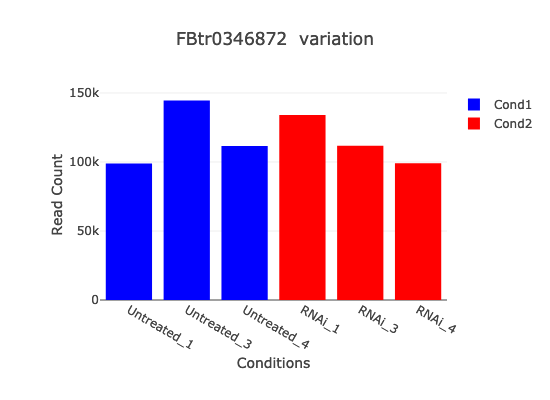 FBtr0346872  variation
150k
100k
50k
0
Read Count
Untreated_1
Untreated_3
Untreated_4
RNAi_1
RNAi_3
RNAi_4
Conditions
Cond1
Cond2